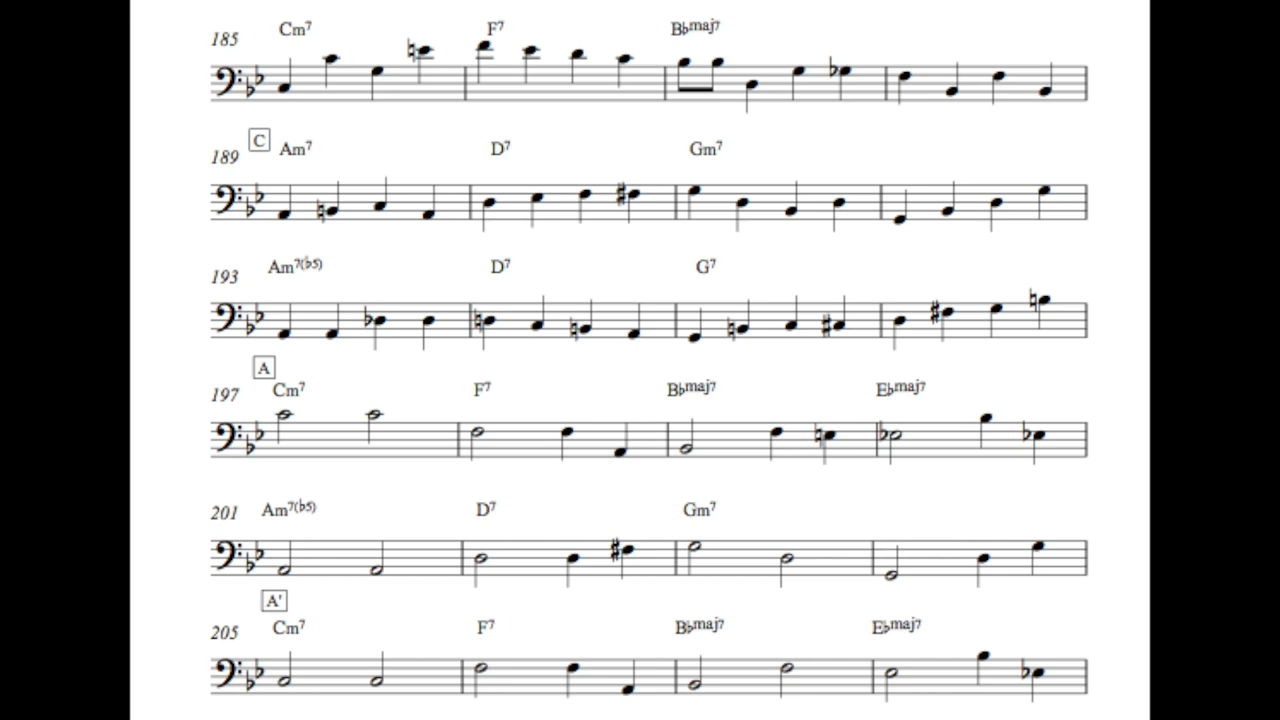 185 Cm7 F7 B♭maj7
C
189 Am7 D7 Gm7
193 Am7(♭5) D7 G7
A
197 Cm7 F7 B♭maj7 E♭maj7
201 Am7(♭5) D7 Gm7
A'
205 Cm7 F7 B♭maj7 E♭maj7